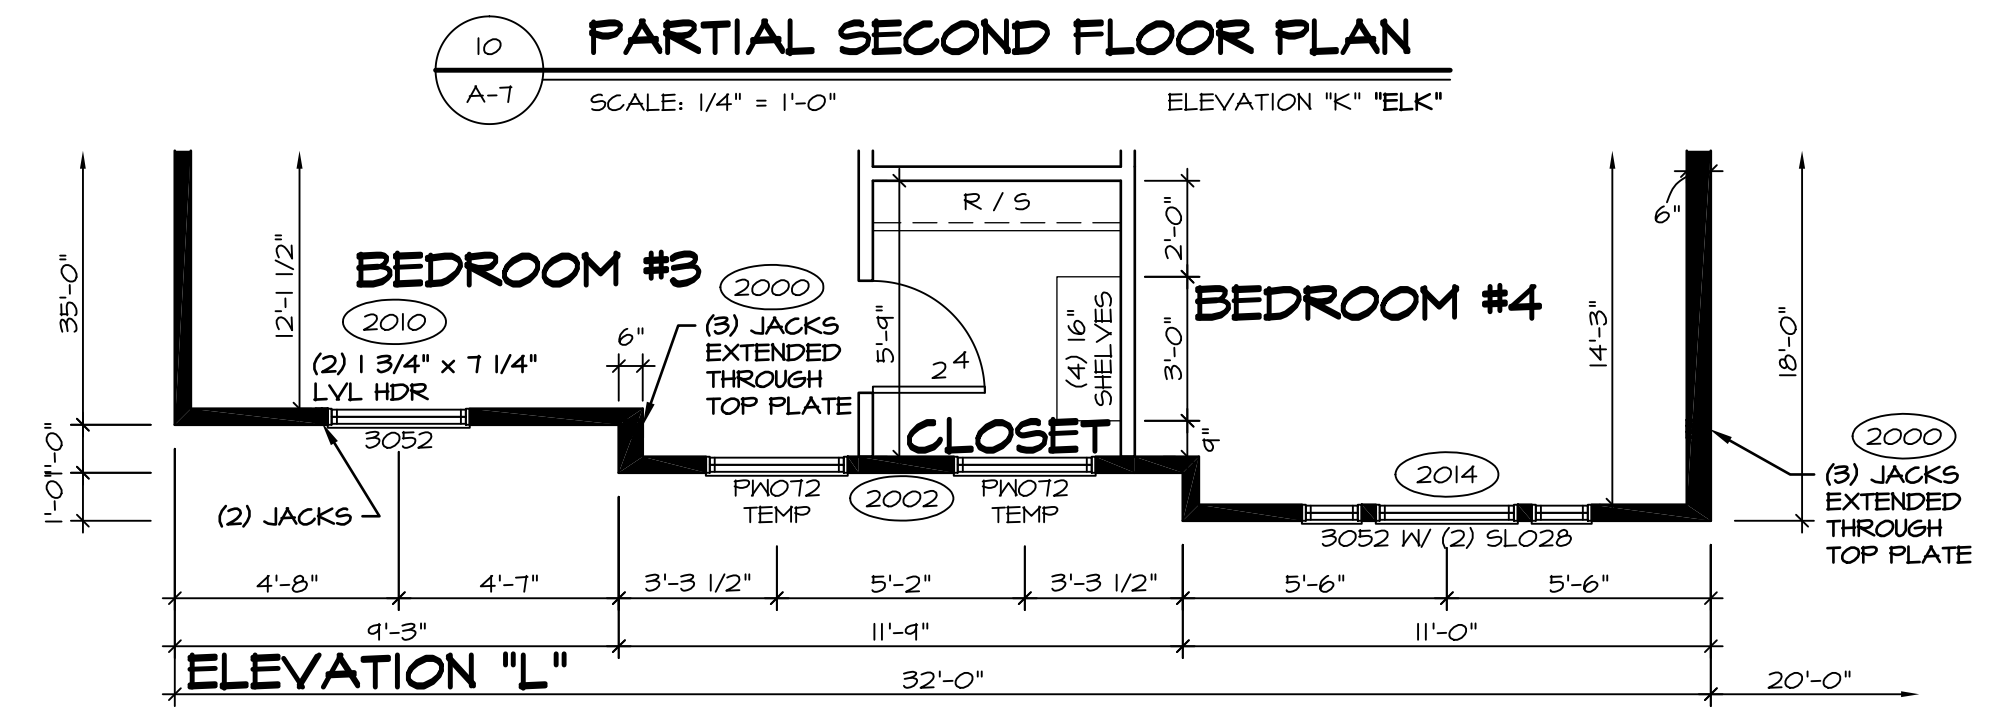 10
A-7
PARTIAL SECOND FLOOR PLAN
SCALE: 1/4" = 1'-0"
ELEVATION "K" "ELK"
35'-0"
12'-1 1/2"
BEDROOM #3
2010
(2) 1 3/4" x 7 1/4"
LVL HDR
3052
(2) JACKS
1'-0"
1'-0"
6"
2000
(3) JACKS
EXTENDED
THROUGH
TOP PLATE
R / S
5'-9"
2 4
(4) 16"
SHELVES
CLOSET
2'-0"
3'-0"
9"
BEDROOM #4
14'-3"
6"
18'-0"
PW072
TEMP
2002
PW072
TEMP
2014
3052 W/ (2) SL028
2000
(3) JACKS
EXTENDED
THROUGH
TOP PLATE
4'-8"
4'-7"
3'-3 1/2"
5'-2"
3'-3 1/2"
5'-6"
5'-6"
9'-3"
11'-9"
11'-0"
ELEVATION "L"
32'-0"
20'-0"